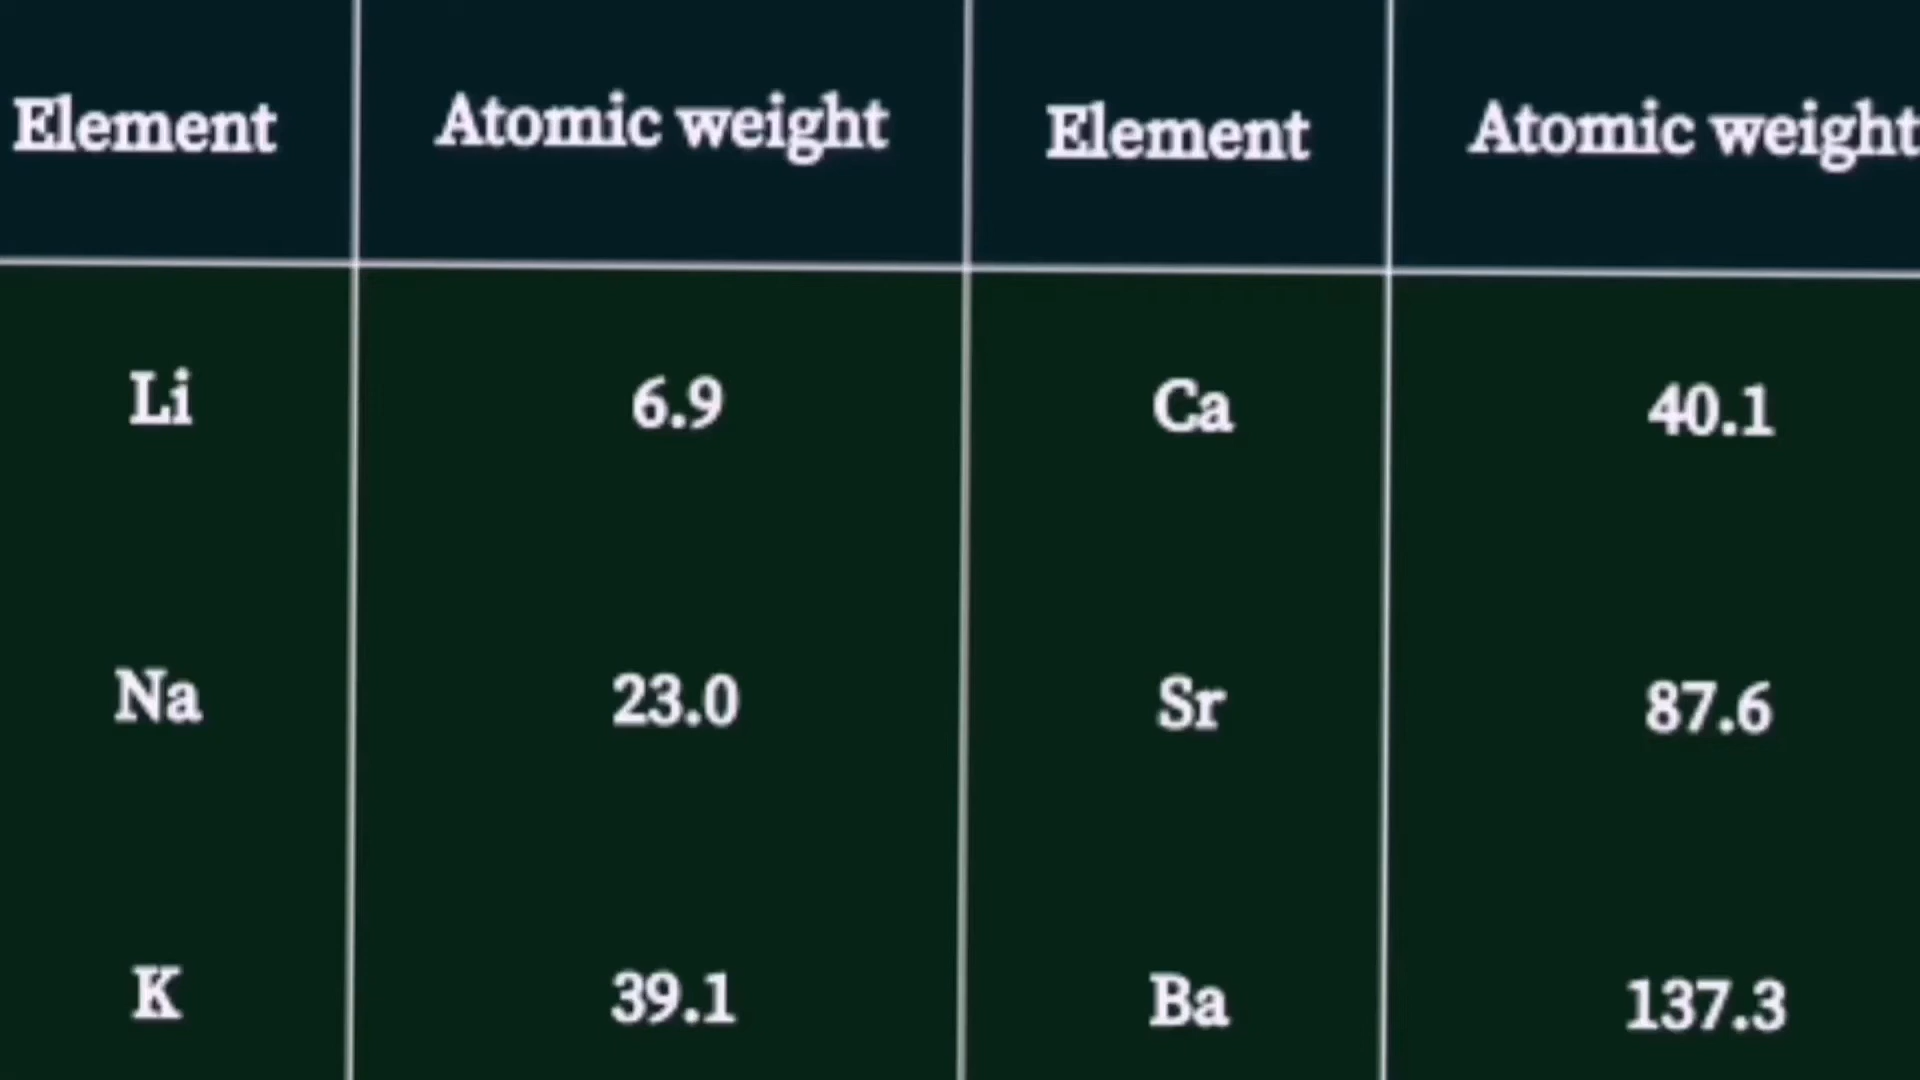 Element Atomic weight Element Atomic weight
Li 6.9 Ca 40.1
Na 23.0 Sr 87.6
K 39.1 Ba 137.3